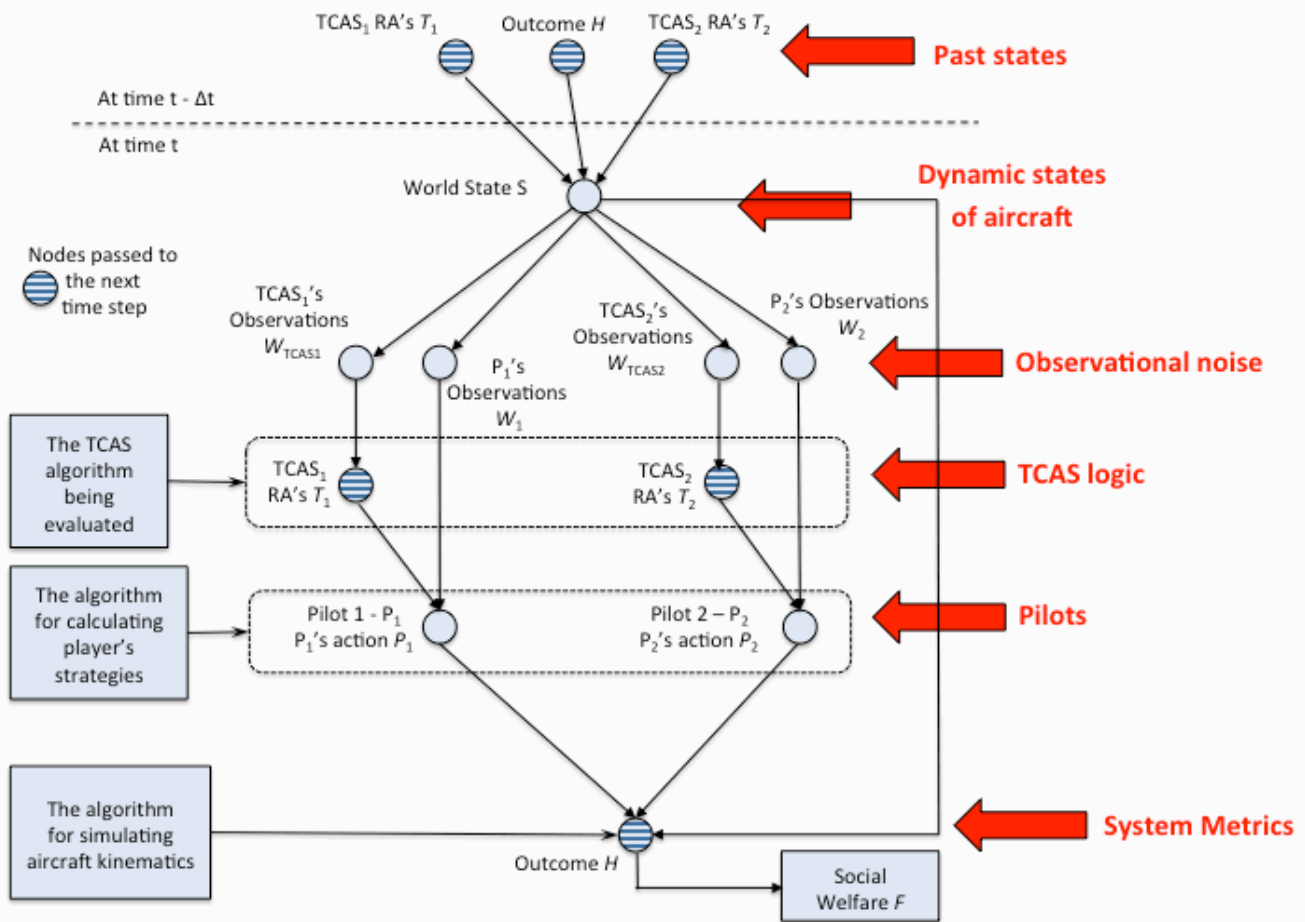 TCAS₁ RA's T₁
Outcome H
TCAS₂ RA's T₂
Past states
At time t - Δt
At time t
World State S
Dynamic states
of aircraft
Nodes passed to
the next
time step
TCAS₁'s
Observations
W_TCAS1
P₁'s
Observations
W₁
TCAS₂'s
Observations
W_TCAS2
P₂'s Observations
W₂
Observational noise
The TCAS
algorithm
being
evaluated
TCAS₁
RA's T₁
TCAS₂
RA's T₂
TCAS logic
The algorithm
for calculating
player's
strategies
Pilot 1 - P₁
P₁'s action P₁
Pilot 2 – P₂
P₂'s action P₂
Pilots
The algorithm
for simulating
aircraft kinematics
Outcome H
System Metrics
Social
Welfare F